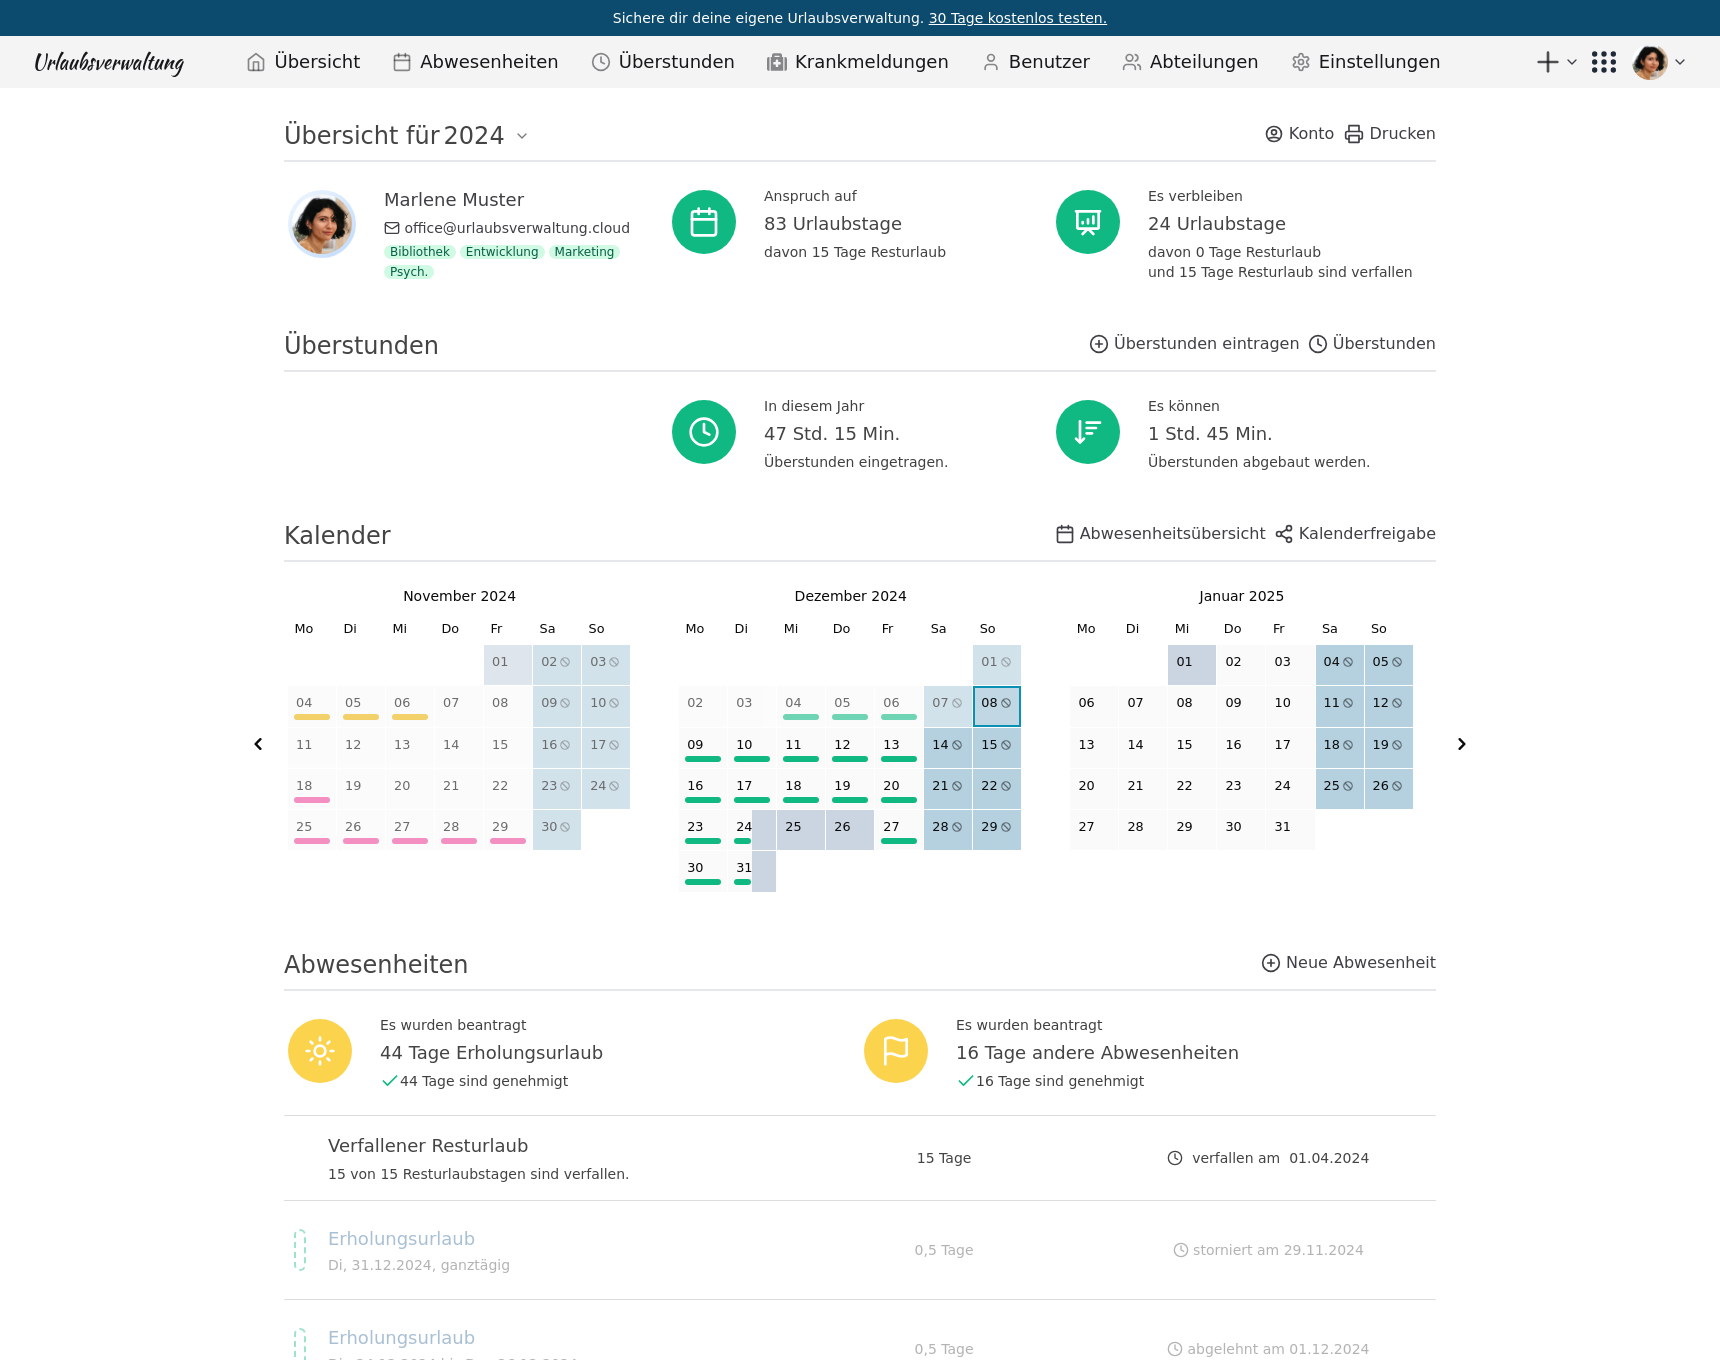 Sichere dir deine eigene Urlaubsverwaltung. 30 Tage kostenlos testen.
Urlaubsverwaltung Übersicht Abwesenheiten Überstunden Krankmeldungen Benutzer Abteilungen Einstellungen
Übersicht für 2024 Konto Drucken
Marlene Muster
office@urlaubsverwaltung.cloud
Bibliothek Entwicklung Marketing
Psych.
Anspruch auf
83 Urlaubstage
davon 15 Tage Resturlaub
Es verbleiben
24 Urlaubstage
davon 0 Tage Resturlaub
und 15 Tage Resturlaub sind verfallen
Überstunden Überstunden eintragen Überstunden
In diesem Jahr
47 Std. 15 Min.
Überstunden eingetragen.
Es können
1 Std. 45 Min.
Überstunden abgebaut werden.
Kalender Abwesenheitsübersicht Kalenderfreigabe
November 2024
Mo Di Mi Do Fr Sa So
01 02 03
04 05 06 07 08 09 10
11 12 13 14 15 16 17
18 19 20 21 22 23 24
25 26 27 28 29 30
Dezember 2024
Mo Di Mi Do Fr Sa So
01
02 03 04 05 06 07 08
09 10 11 12 13 14 15
16 17 18 19 20 21 22
23 24 25 26 27 28 29
30 31
Januar 2025
Mo Di Mi Do Fr Sa So
01 02 03 04 05
06 07 08 09 10 11 12
13 14 15 16 17 18 19
20 21 22 23 24 25 26
27 28 29 30 31
Abwesenheiten Neue Abwesenheit
Es wurden beantragt
44 Tage Erholungsurlaub
44 Tage sind genehmigt
Es wurden beantragt
16 Tage andere Abwesenheiten
16 Tage sind genehmigt
Verfallener Resturlaub
15 von 15 Resturlaubstagen sind verfallen.
15 Tage
verfallen am 01.04.2024
Erholungsurlaub
Di, 31.12.2024, ganztägig
0,5 Tage
storniert am 29.11.2024
Erholungsurlaub
0,5 Tage
abgelehnt am 01.12.2024